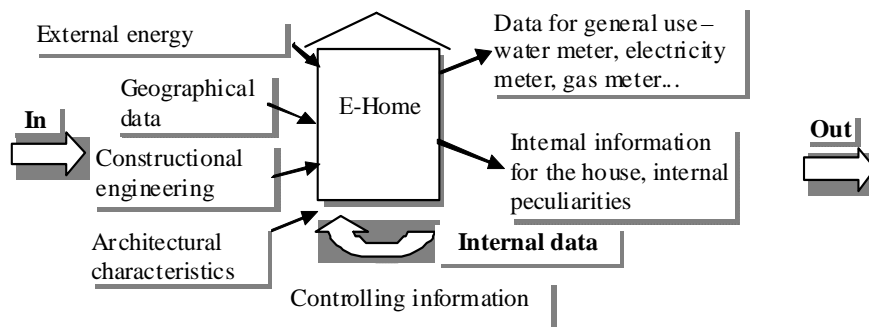 External energy
Geographical
data
In
Constructional
engineering
Architectural
characteristics
E-Home
Data for general use –
water meter, electricity
meter, gas meter...
Internal information
for the house, internal
peculiarities
Out
Internal data
Controlling information